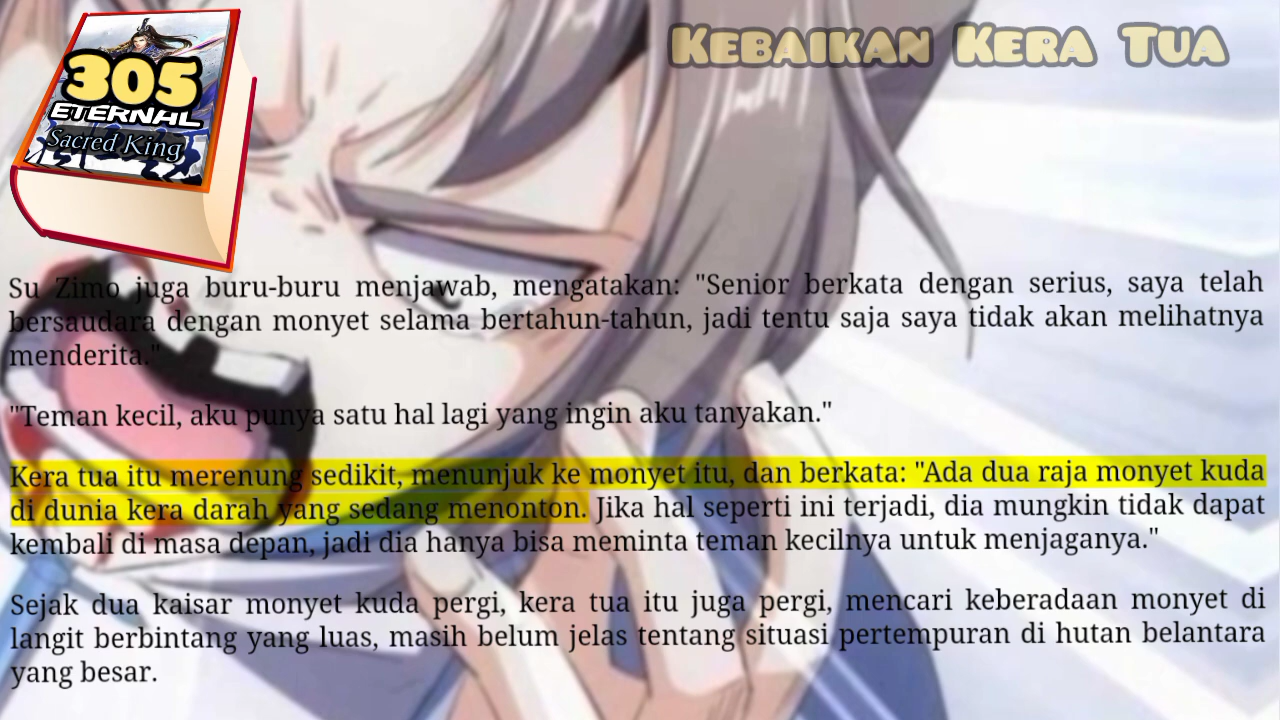 305
ETERNAL
Sacred King
Kebaikan Kera Tua
Su Zimo juga buru-buru menjawab, mengatakan: "Senior berkata dengan serius, saya telah
bersaudara dengan monyet selama bertahun-tahun, jadi tentu saja saya tidak akan melihatnya
menderita."
"Teman kecil, aku punya satu hal lagi yang ingin aku tanyakan."
Kera tua itu merenung sedikit, menunjuk ke monyet itu, dan berkata: "Ada dua raja monyet kuda
di dunia kera darah yang sedang menonton. Jika hal seperti ini terjadi, dia mungkin tidak dapat
kembali di masa depan, jadi dia hanya bisa meminta teman kecilnya untuk menjaganya."
Sejak dua kaisar monyet kuda pergi, kera tua itu juga pergi, mencari keberadaan monyet di
langit berbintang yang luas, masih belum jelas tentang situasi pertempuran di hutan belantara
yang besar.